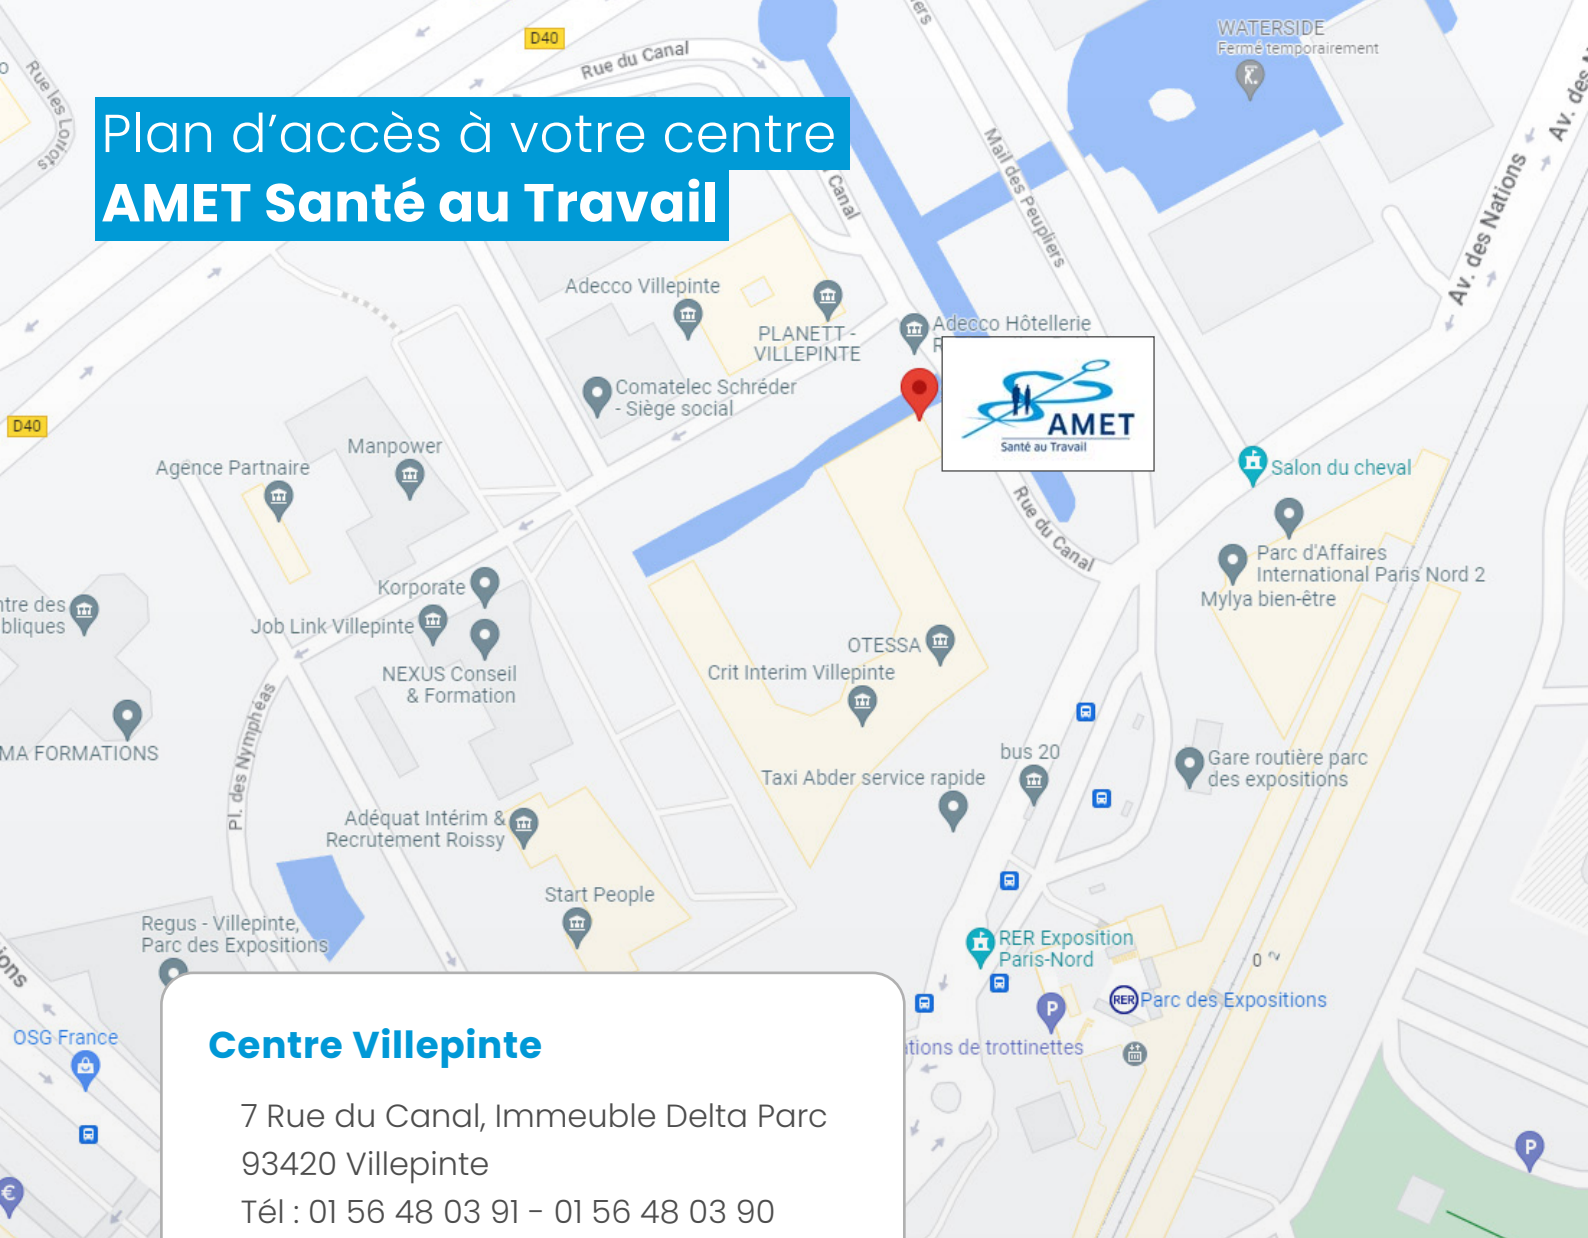 D40
Rue du Canal
WATERSIDE
Fermé temporairement
Rue les Loriots
Av. des
Plan d'accès à votre centre
AMET Santé au Travail
Canal
Mail des Peupliers
Av. des Nations
Adecco Villepinte
PLANETT -
VILLEPINTE
Adecco Hôtellerie
Comatelec Schréder
- Siège social
AMET
Santé au Travail
D40
Manpower
Agence Partnaire
Salon du cheval
Rue du Canal
Parc d'Affaires
International Paris Nord 2
Mylya bien-être
Korporate
Job Link Villepinte
NEXUS Conseil
& Formation
OTESSA
Crit Interim Villepinte
Pl. des Nymphéas
MA FORMATIONS
bus 20
Gare routière parc
des expositions
Taxi Abder service rapide
Adéquat Intérim &
Recrutement Roissy
Start People
Regus - Villepinte,
Parc des Expositions
RER Exposition
Paris-Nord
RER
Parc des Expositions
P
OSG France
tions de trottinettes
Centre Villepinte
7 Rue du Canal, Immeuble Delta Parc
93420 Villepinte
Tél : 01 56 48 03 91 - 01 56 48 03 90
P
€